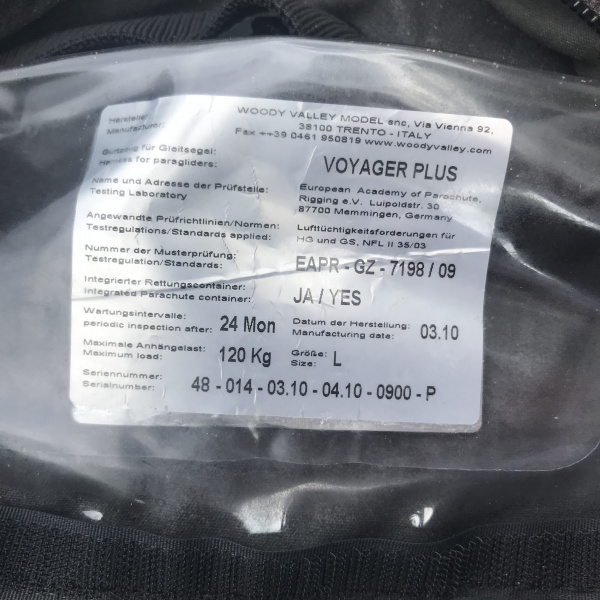 Hersteller: WOODY VALLEY MODEL snc, Via Vienna 92,
Manufacturer: 38100 TRENTO - ITALY
Fax ++39 0461 950819 www.woodyvalley.com
Gurtzeug für Gleitsegel:
Harness for paragliders: VOYAGER PLUS
Name und Adresse der Prüfstelle: European Academy of Parachute,
Testing Laboratory Rigging e.V. Luipoldstr. 30
87700 Memmingen, Germany
Angewandte Prüfrichtlinien/Normen: Lufttüchtigkeitsforderungen für
Testregulations/Standards applied: HG und GS, NFL II 35/03
Nummer der Musterprüfung:
Testregulation/Standards: EAPR - GZ - 7198 / 09
Integrierter Rettungscontainer:
Integrated Parachute container: JA / YES
Wartungsintervalle: Datum der Herstellung:
periodic inspection after: 24 Mon Manufacturing date: 03.10
Maximale Anhängelast: Größe:
Maximum load: 120 Kg Size: L
Seriennummer:
Serialnumber: 48 - 014 - 03.10 - 04.10 - 0900 - P